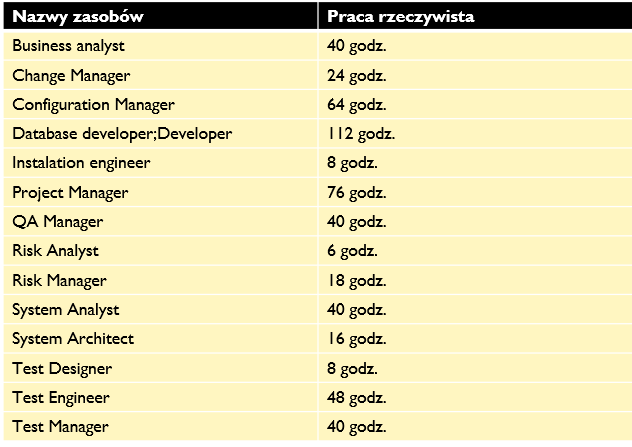 Nazwy zasobów Praca rzeczywista
Business analyst 40 godz.
Change Manager 24 godz.
Configuration Manager 64 godz.
Database developer;Developer 112 godz.
Instalation engineer 8 godz.
Project Manager 76 godz.
QA Manager 40 godz.
Risk Analyst 6 godz.
Risk Manager 18 godz.
System Analyst 40 godz.
System Architect 16 godz.
Test Designer 8 godz.
Test Engineer 48 godz.
Test Manager 40 godz.